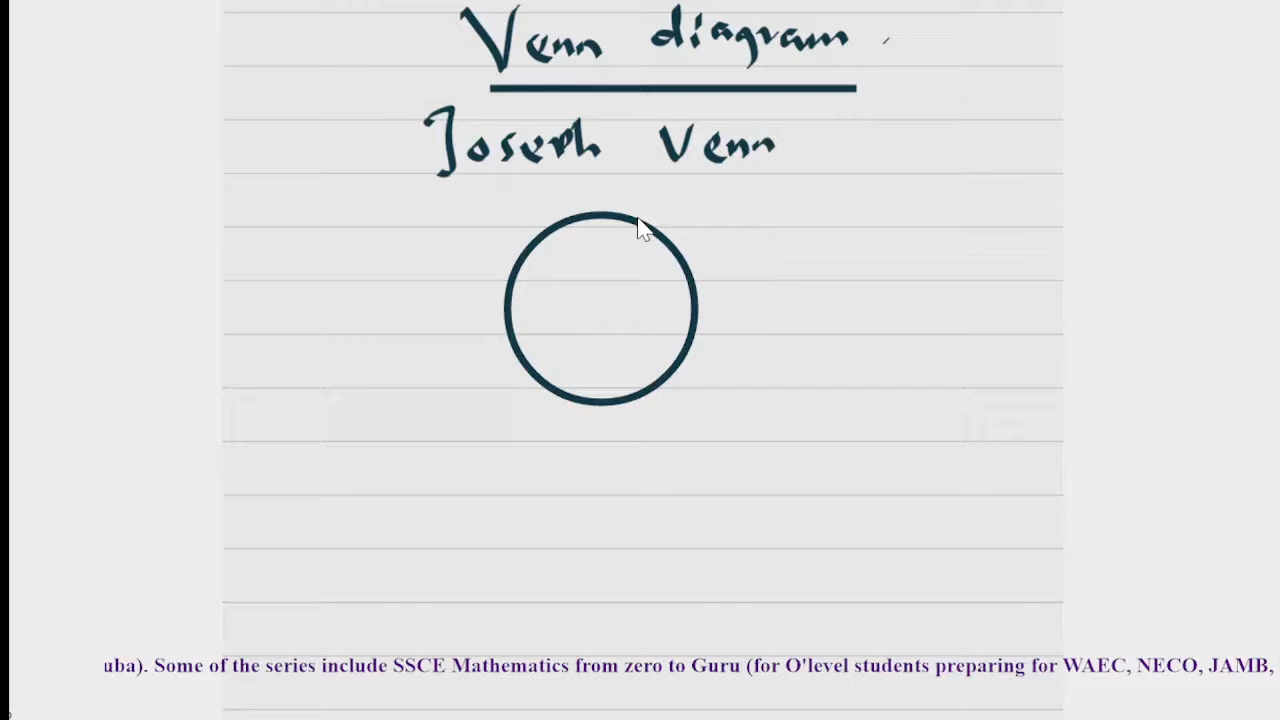 Venn diagram
Joseph Venn
uba). Some of the series include SSCE Mathematics from zero to Guru (for O'level students preparing for WAEC, NECO, JAMB,